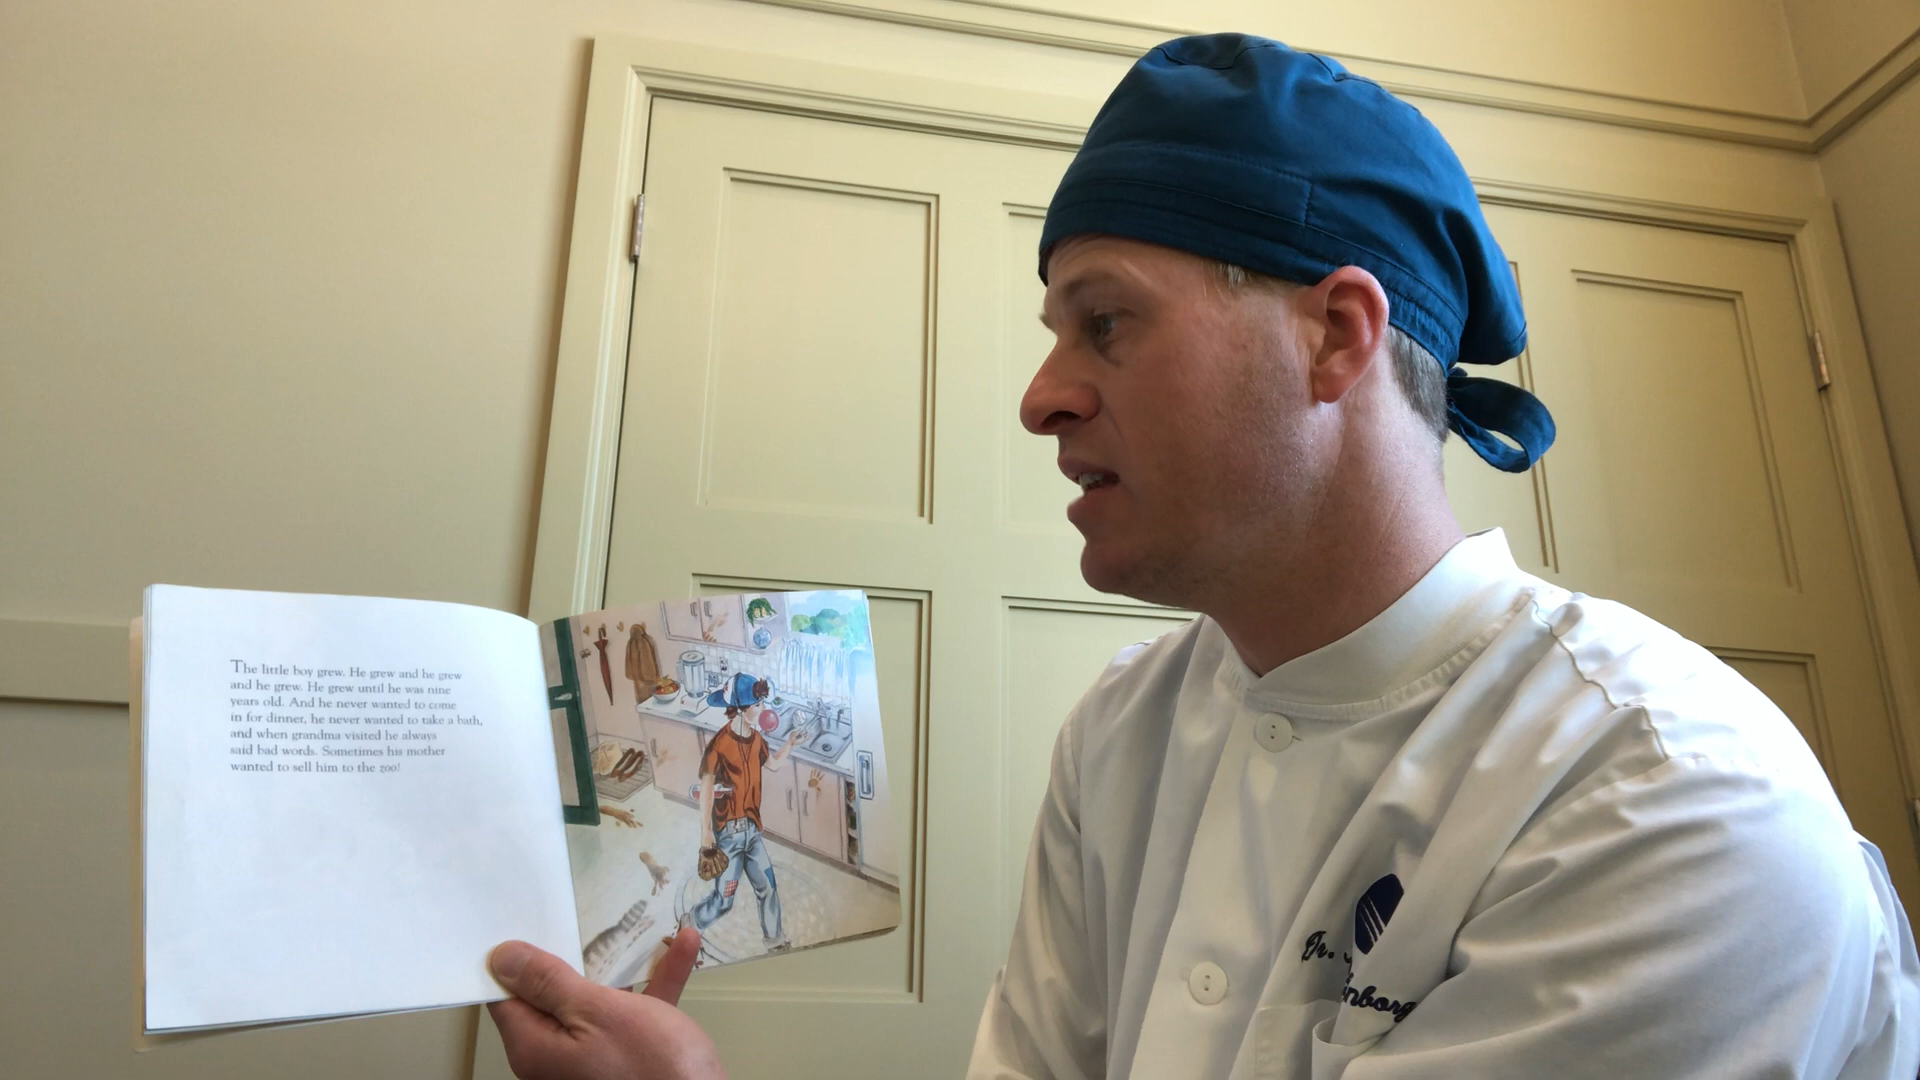 The little boy grew. He grew and he grew
and he grew. He grew until he was nine
years old. And he never wanted to come
in for dinner, he never wanted to take a bath,
and when grandma visited he always
said bad words. Sometimes his mother
wanted to sell him to the zoo!
Dr.